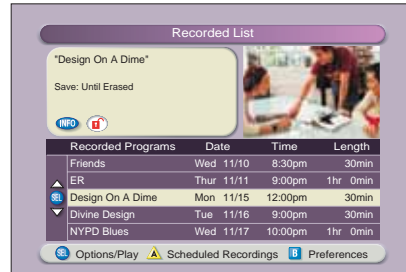 Recorded List
"Design On A Dime"
Save: Until Erased
INFO
Recorded Programs Date Time Length
Friends Wed 11/10 8:30pm 30min
ER Thur 11/11 9:00pm 1hr 0min
SEL Design On A Dime Mon 11/15 12:00pm 30min
Divine Design Tue 11/16 9:00pm 30min
NYPD Blues Wed 11/17 10:00pm 1hr 0min
SEL Options/Play A Scheduled Recordings B Preferences